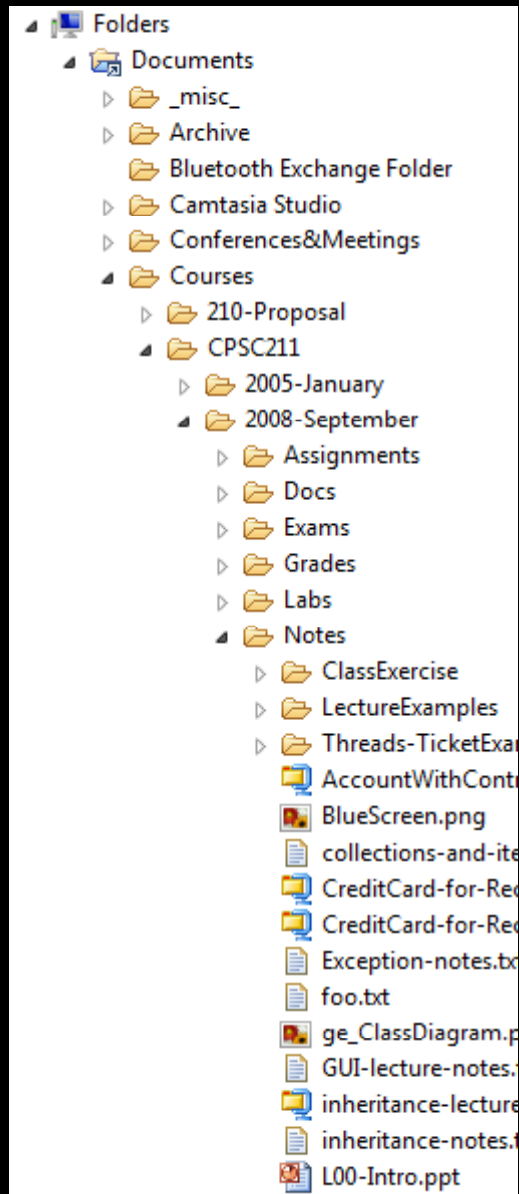 Folders
Documents
_misc_
Archive
Bluetooth Exchange Folder
Camtasia Studio
Conferences&Meetings
Courses
210-Proposal
CPSC211
2005-January
2008-September
Assignments
Docs
Exams
Grades
Labs
Notes
ClassExercise
LectureExamples
Threads-TicketExa
AccountWithContr
BlueScreen.png
collections-and-ite
CreditCard-for-Rec
CreditCard-for-Rec
Exception-notes.tx
foo.txt
ge_ClassDiagram.p
GUI-lecture-notes.
inheritance-lecture
inheritance-notes.t
L00-Intro.ppt